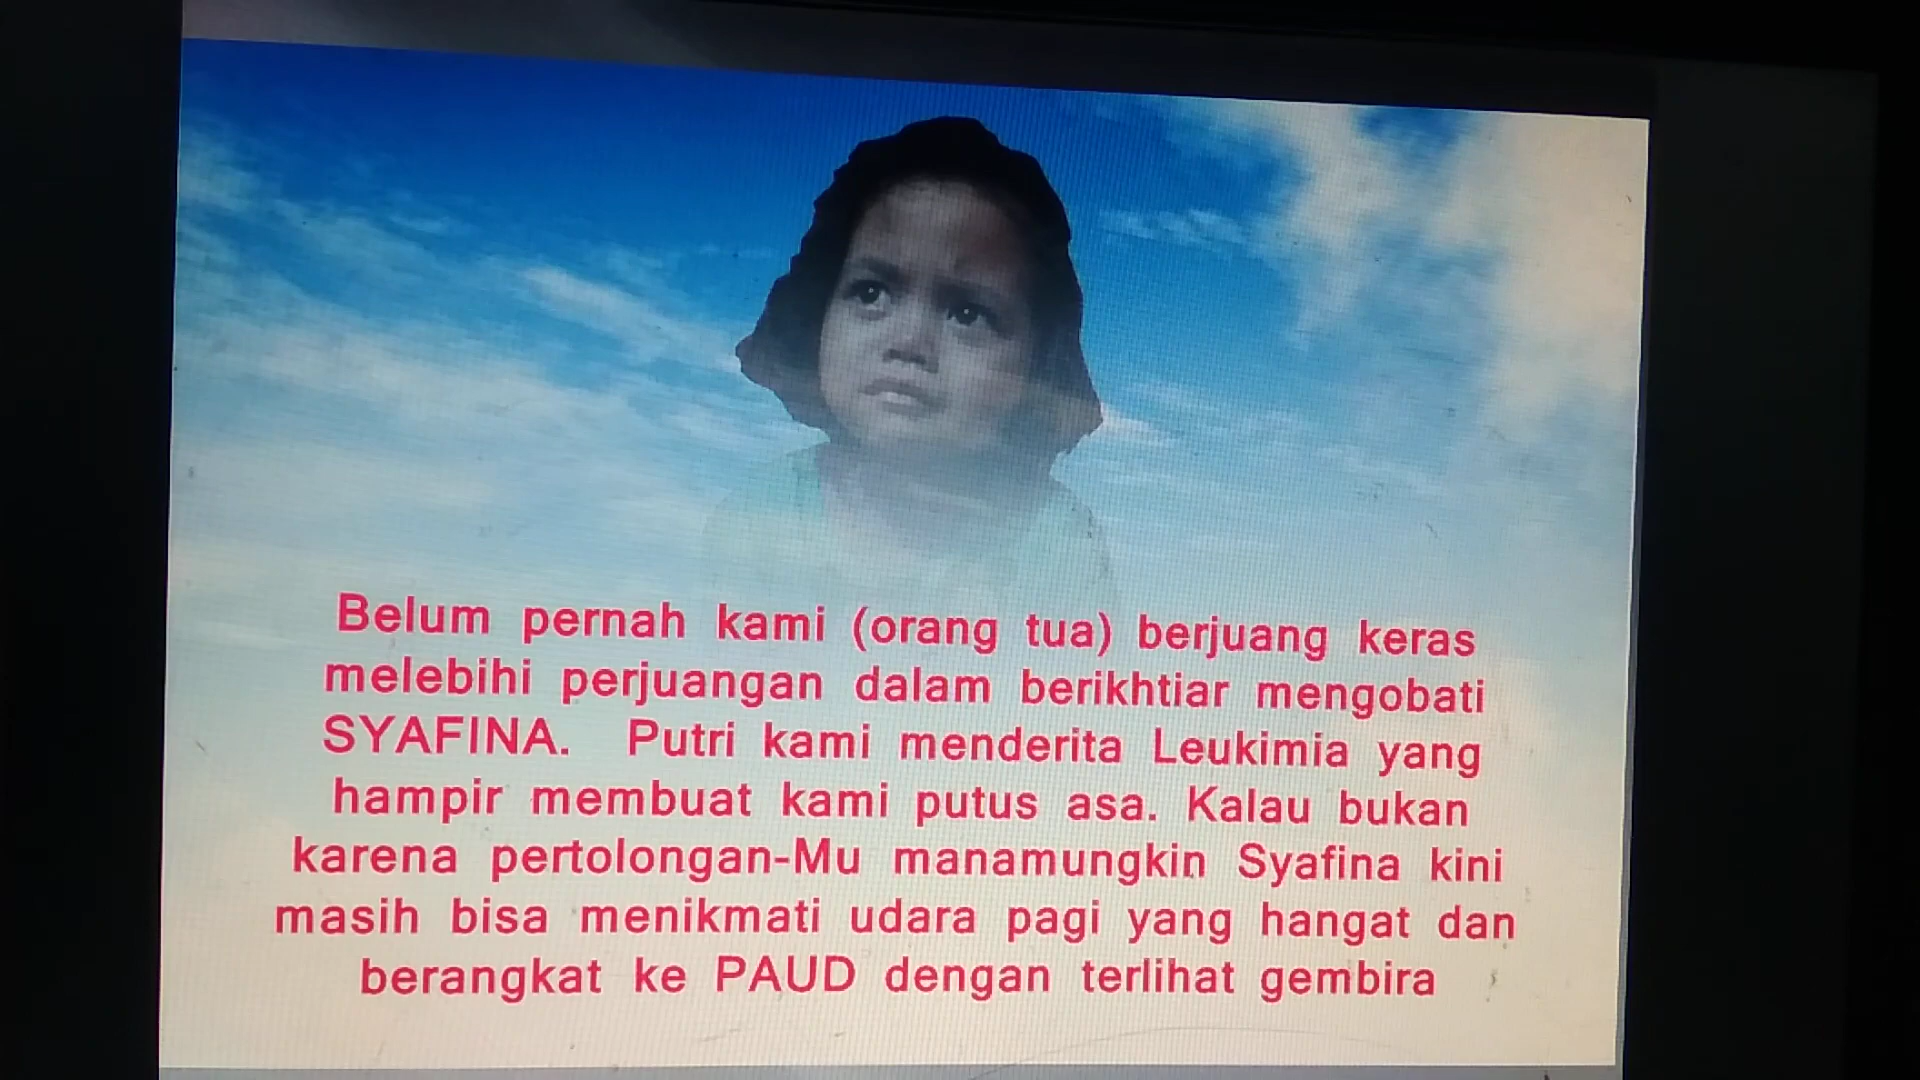 Belum pernah kami (orang tua) berjuang keras
melebihi perjuangan dalam berikhtiar mengobati
SYAFINA. Putri kami menderita Leukimia yang
hampir membuat kami putus asa. Kalau bukan
karena pertolongan-Mu manamungkin Syafina kini
masih bisa menikmati udara pagi yang hangat dan
berangkat ke PAUD dengan terlihat gembira